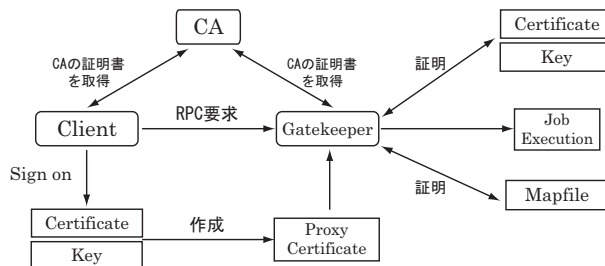 CA
Certificate
Key
CAの証明書
を取得
CAの証明書
を取得
証明
Client
RPC要求
Gatekeeper
Job
Execution
Sign on
証明
Mapfile
Certificate
Key
作成
Proxy
Certificate